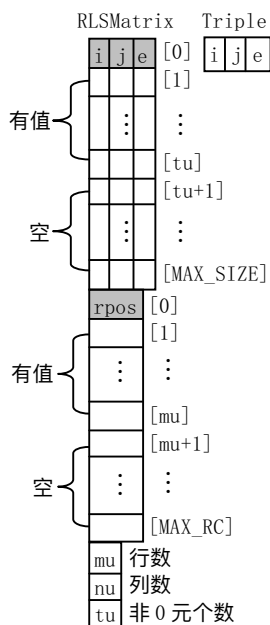 RLSMatrix Triple
i j e [0] i j e
[1]
有值 ⋮ ⋮
[tu]
[tu+1]
空 ⋮ ⋮
[MAX_SIZE]
rpos [0]
[1]
有值 ⋮ ⋮
[mu]
[mu+1]
空 ⋮ ⋮
[MAX_RC]
mu 行数
nu 列数
tu 非0元个数